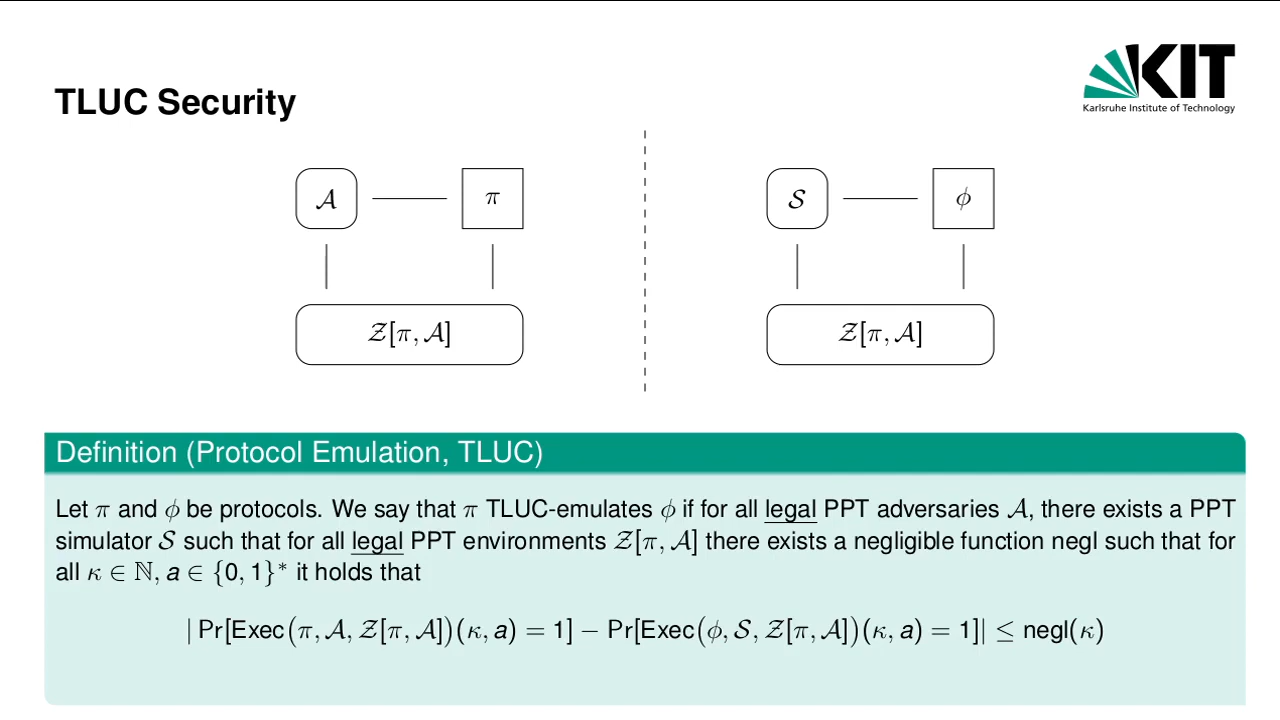 KIT
Karlsruhe Institute of Technology
TLUC Security
𝒜 π 𝒮 ϕ
𝒵[π, 𝒜] 𝒵[π, 𝒜]
Definition (Protocol Emulation, TLUC)
Let π and ϕ be protocols. We say that π TLUC-emulates ϕ if for all legal PPT adversaries 𝒜, there exists a PPT
simulator 𝒮 such that for all legal PPT environments 𝒵[π, 𝒜] there exists a negligible function negl such that for
all κ ∈ ℕ, a ∈ {0, 1}* it holds that
| Pr[Exec(π, 𝒜, 𝒵[π, 𝒜])(κ, a) = 1] − Pr[Exec(ϕ, 𝒮, 𝒵[π, 𝒜])(κ, a) = 1]| ≤ negl(κ)